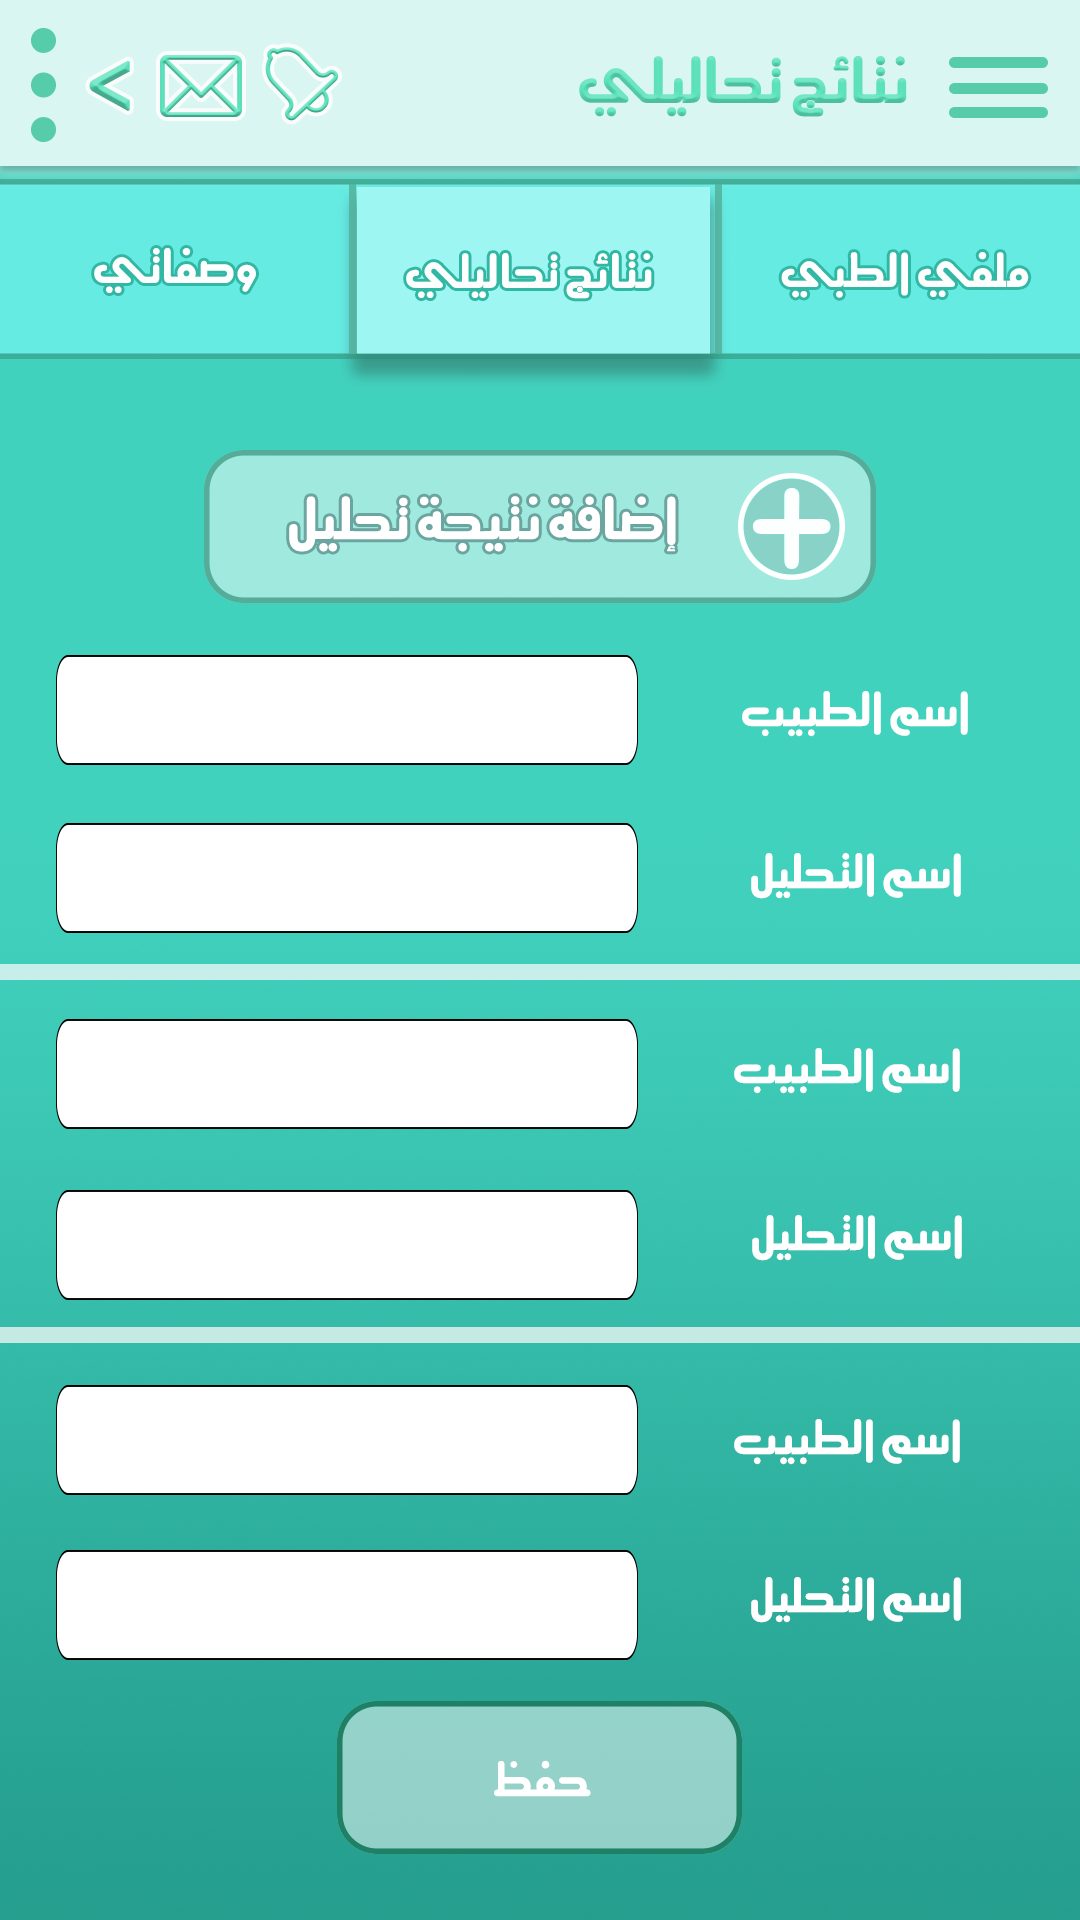 نتائج تحاليلي
ملفي الطبي
نتائج تحاليلي
وصفاتي
إضافة نتيجة تحليل
اسم الطبيب
اسم التحليل
اسم الطبيب
اسم التحليل
اسم الطبيب
اسم التحليل
حفظ